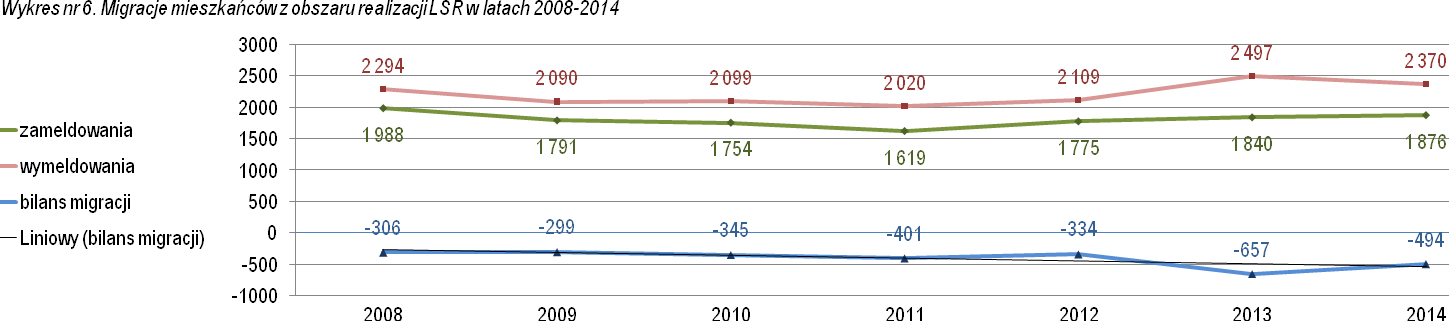 Wykres nr 6. Migracje mieszkańców z obszaru realizacji LSR w latach 2008-2014
zameldowania
wymeldowania
bilans migracji
Liniowy (bilans migracji)
3000
2500
2000
1500
1000
500
0
-500
-1000
2 294 2 090 2 099 2 020 2 109 2 497 2 370
1 988 1 791 1 754 1 619 1 775 1 840 1 876
-306 -299 -345 -401 -334 -657 -494
2008 2009 2010 2011 2012 2013 2014